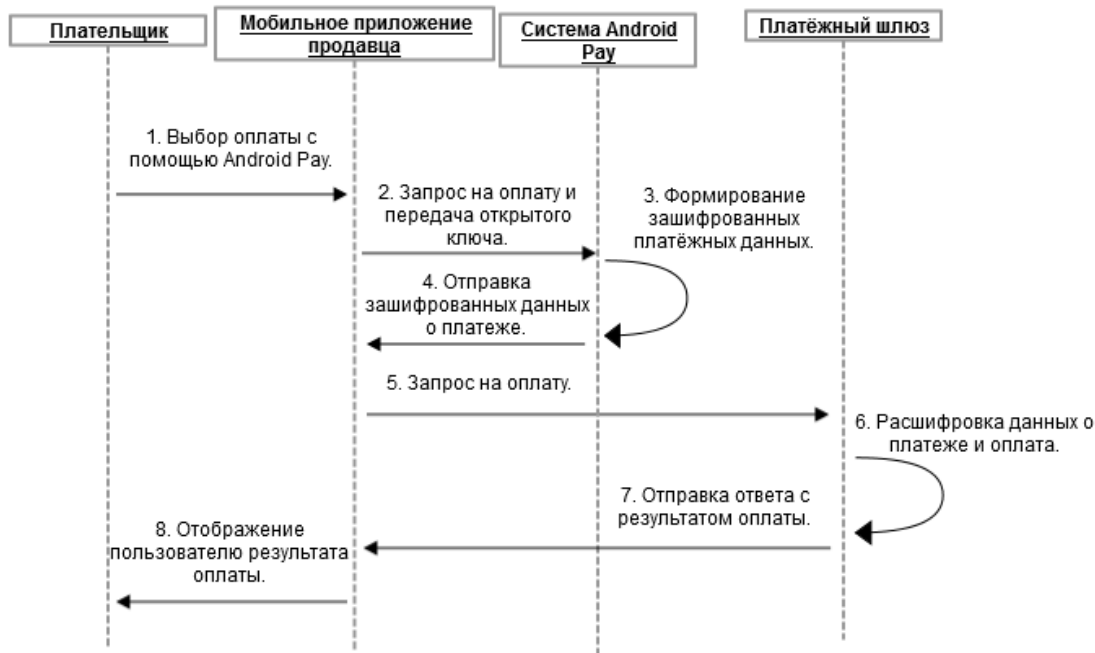 Плательщик
Мобильное приложение
продавца
Система Android
Pay
Платёжный шлюз
1. Выбор оплаты с
помощью Android Pay.
2. Запрос на оплату и
передача открытого
ключа.
3. Формирование
зашифрованных
платёжных данных.
4. Отправка
зашифрованных данных
о платеже.
5. Запрос на оплату.
6. Расшифровка данных о
платеже и оплата.
7. Отправка ответа с
результатом оплаты.
8. Отображение
пользователю результата
оплаты.